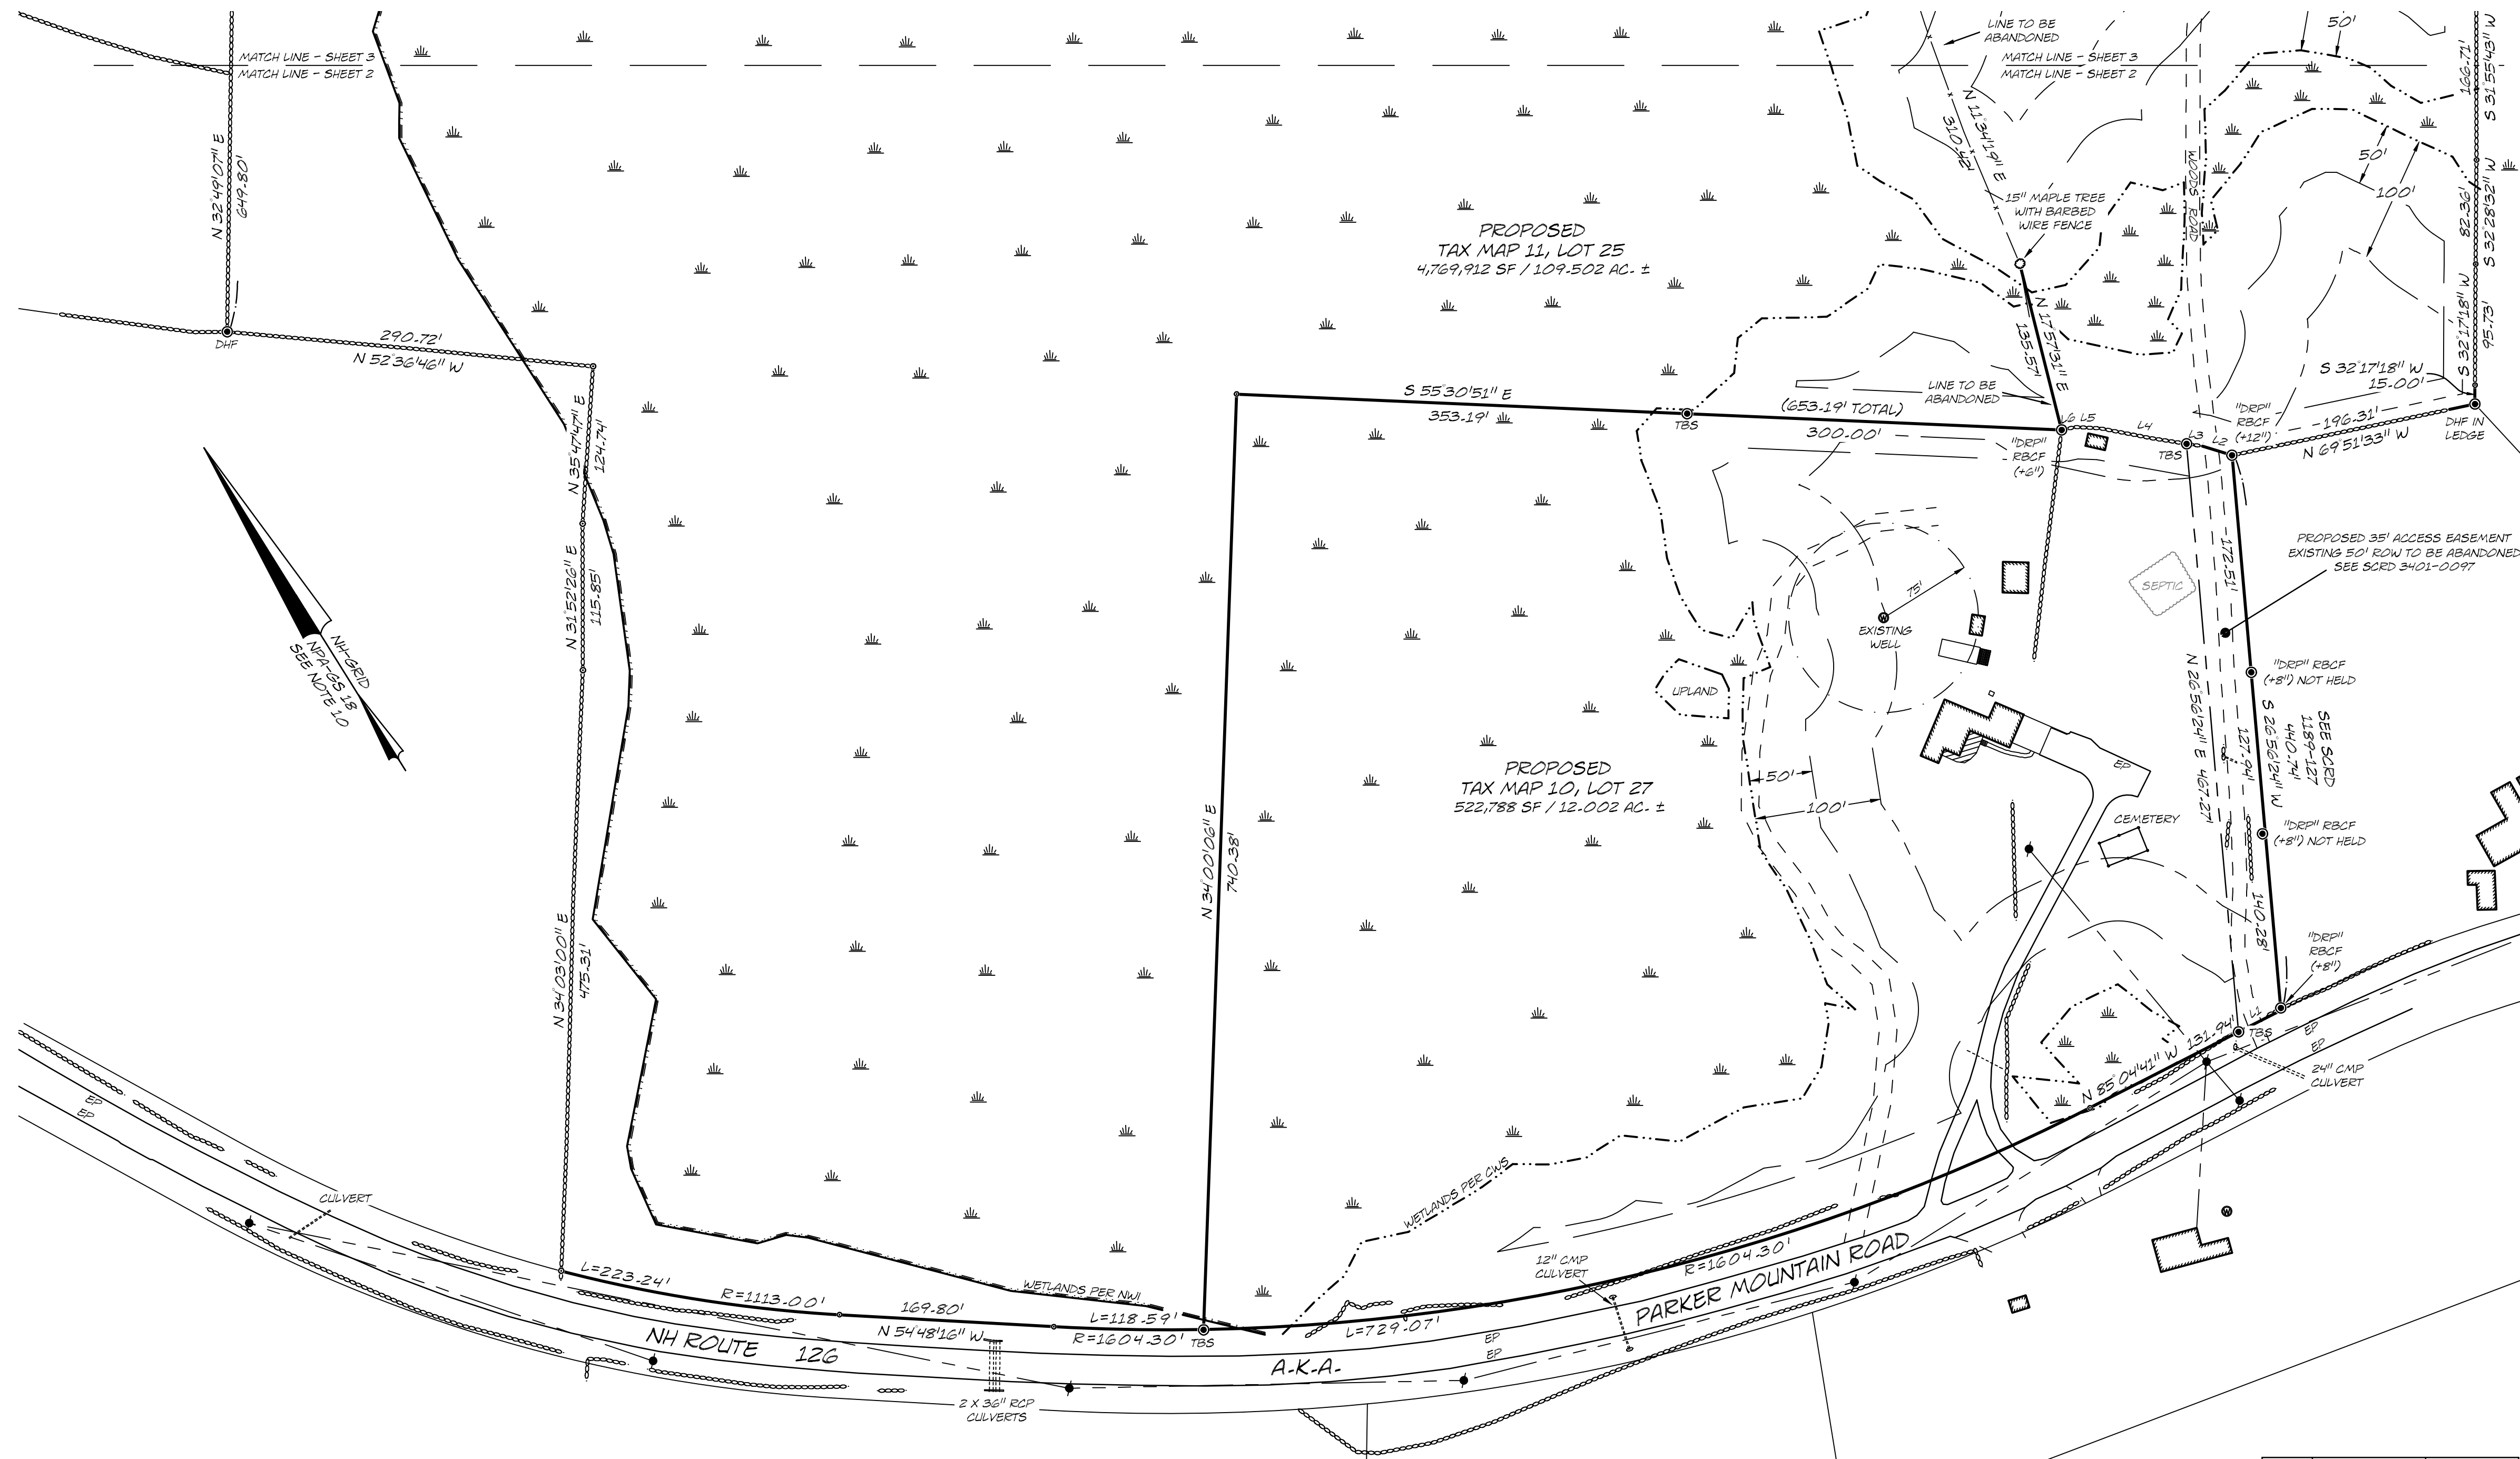 MATCH LINE - SHEET 3
MATCH LINE - SHEET 2
LINE TO BE
ABANDONED
MATCH LINE - SHEET 3
MATCH LINE - SHEET 2
50'
166.71'
S 31°55'43" W
N 32°49'07" E
649.80'
N 11°34'19" E
310.42'
WOODS ROAD
50'
100'
82.36'
S 32°28'32" W
15" MAPLE TREE
WITH BARBED
WIRE FENCE
PROPOSED
TAX MAP 11, LOT 25
4,769,912 SF / 109.502 AC. ±
DHF
290.72'
N 52°36'46" W
N 17°57'31" E
135.57'
S 32°17'18" W
95.73'
S 32°17'18" W
15.00'
S 55°30'51" E
353.19'
(653.19' TOTAL)
300.00'
TBS
LINE TO BE
ABANDONED
L6 L5
L4
L3
L2
TBS
"DRP"
RBCF
(+6")
"DRP"
RBCF
(+12")
196.31'
N 69°51'33" W
DHF IN
LEDGE
N 35°47'47" E
124.74'
N 31°52'26" E
115.85'
NH-GRID
NPA-GS 18
SEE NOTE 10
PROPOSED 35' ACCESS EASEMENT
EXISTING 50' ROW TO BE ABANDONED
SEE SCRD 3401-0097
172.51'
SEPTIC
75'
W
EXISTING
WELL
UPLAND
"DRP" RBCF
(+8") NOT HELD
N 26°56'24" E 467.27'
127.94'
S 26°56'24" W
440.74'
SEE SCRD
1189-127
PROPOSED
TAX MAP 10, LOT 27
522,788 SF / 12.002 AC. ±
50'
100'
EP
CEMETERY
"DRP" RBCF
(+8") NOT HELD
N 34°00'06" E
740.38'
N 34°03'00" E
475.31'
140.28'
"DRP"
RBCF
(+8")
L1
TBS
EP
EP
N 85°04'41" W 131.94'
24" CMP
CULVERT
EP
EP
CULVERT
WETLANDS PER CWS
W
L=223.24'
R=1113.00'
WETLANDS PER NWI
169.80'
N 54°48'16" W
L=118.59'
R=1604.30'
TBS
12" CMP
CULVERT
R=1604.30'
L=729.07'
EP
EP
NH ROUTE 126
A.K.A.
PARKER MOUNTAIN ROAD
2 X 36" RCP
CULVERTS